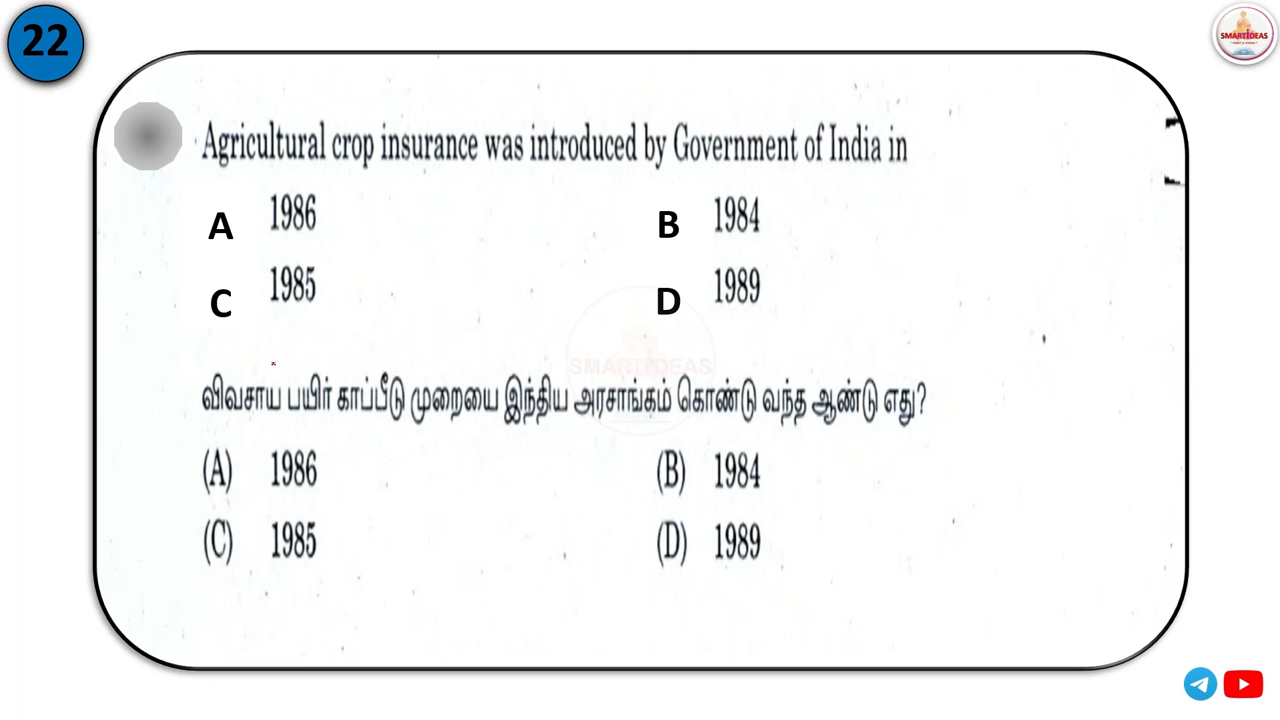 22
SMARTIDEAS
Agricultural crop insurance was introduced by Government of India in
A 1986 B 1984
C 1985 D 1989
SMARTIDEAS
விவசாய பயிர் காப்பீடு முறையை இந்திய அரசாங்கம் கொண்டு வந்த ஆண்டு எது?
(A) 1986 (B) 1984
(C) 1985 (D) 1989